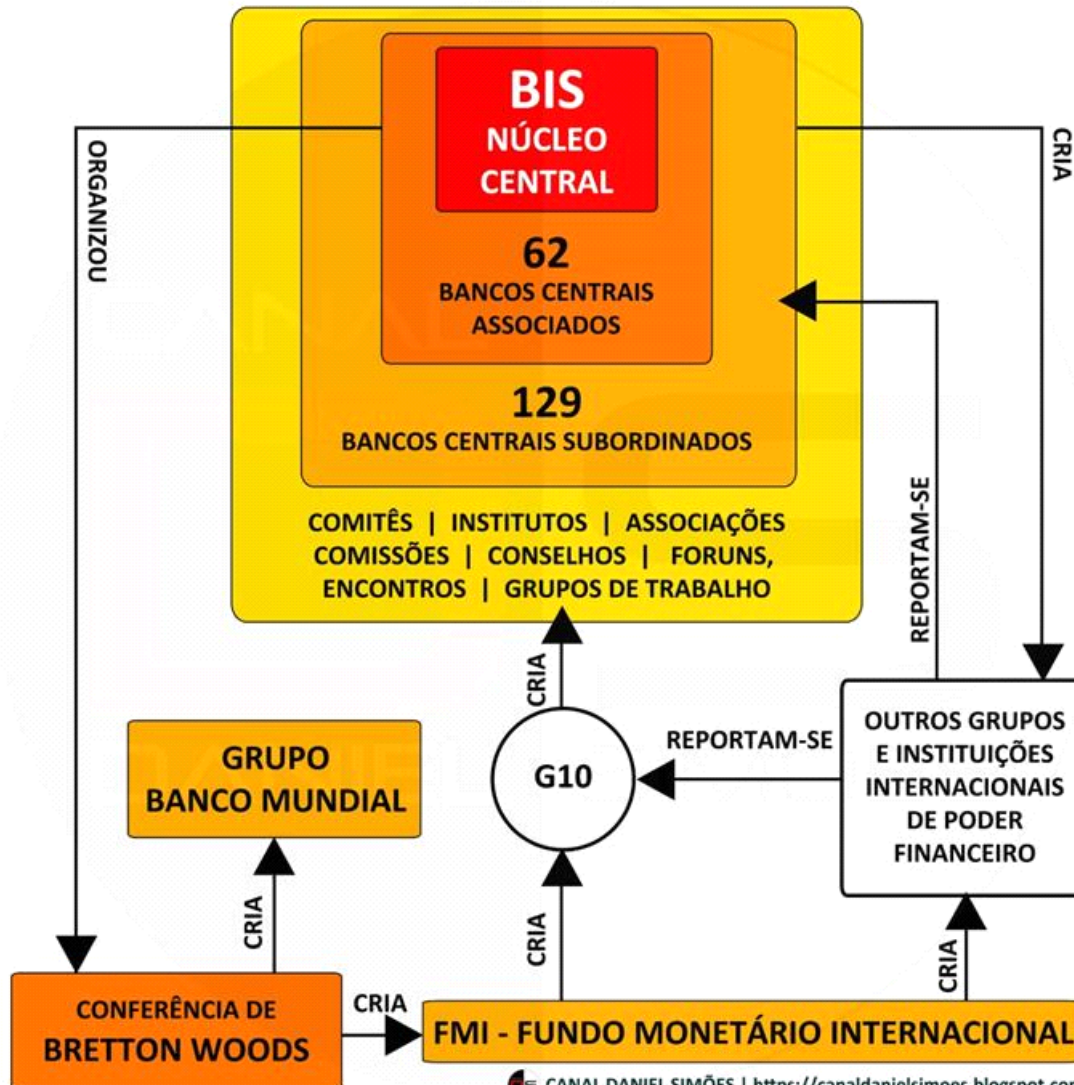 BIS
NÚCLEO
CENTRAL
62
BANCOS CENTRAIS
ASSOCIADOS
129
BANCOS CENTRAIS SUBORDINADOS
COMITÊS | INSTITUTOS | ASSOCIAÇÕES
COMISSÕES | CONSELHOS | FORUNS,
ENCONTROS | GRUPOS DE TRABALHO
ORGANIZOU
CRIA
REPORTAM-SE
CRIA
GRUPO
BANCO MUNDIAL
G10
REPORTAM-SE
OUTROS GRUPOS
E INSTITUIÇÕES
INTERNACIONAIS
DE PODER
FINANCEIRO
CRIA
CRIA
CRIA
CONFERÊNCIA DE
BRETTON WOODS
CRIA
FMI - FUNDO MONETÁRIO INTERNACIONAL
CANAL DANIEL SIMÕES | https://canaldanielsimoes.blogspot.com